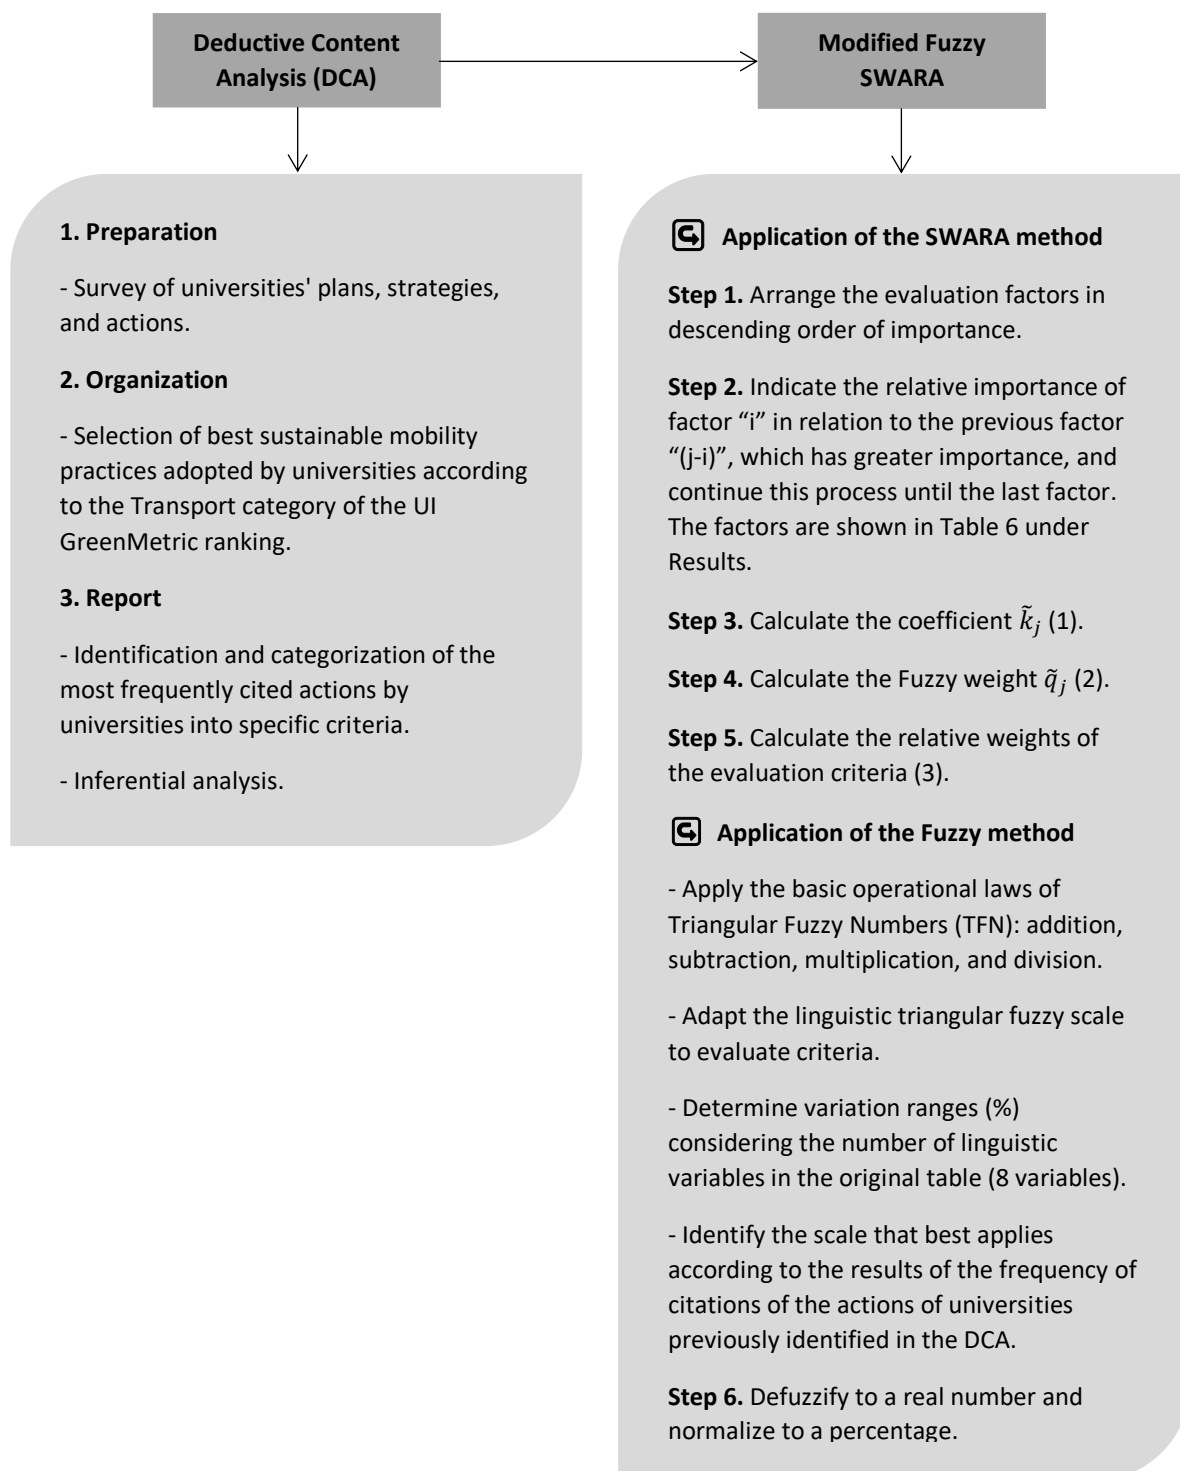 Deductive Content
Analysis (DCA)
Modified Fuzzy
SWARA
1. Preparation
- Survey of universities' plans, strategies,
and actions.
2. Organization
- Selection of best sustainable mobility
practices adopted by universities according
to the Transport category of the UI
GreenMetric ranking.
3. Report
- Identification and categorization of the
most frequently cited actions by
universities into specific criteria.
- Inferential analysis.
Application of the SWARA method
Step 1. Arrange the evaluation factors in
descending order of importance.
Step 2. Indicate the relative importance of
factor “i” in relation to the previous factor
“(j-i)”, which has greater importance, and
continue this process until the last factor.
The factors are shown in Table 6 under
Results.
Step 3. Calculate the coefficient k̃ⱼ (1).
Step 4. Calculate the Fuzzy weight q̃ⱼ (2).
Step 5. Calculate the relative weights of
the evaluation criteria (3).
Application of the Fuzzy method
- Apply the basic operational laws of
Triangular Fuzzy Numbers (TFN): addition,
subtraction, multiplication, and division.
- Adapt the linguistic triangular fuzzy scale
to evaluate criteria.
- Determine variation ranges (%)
considering the number of linguistic
variables in the original table (8 variables).
- Identify the scale that best applies
according to the results of the frequency of
citations of the actions of universities
previously identified in the DCA.
Step 6. Defuzzify to a real number and
normalize to a percentage.